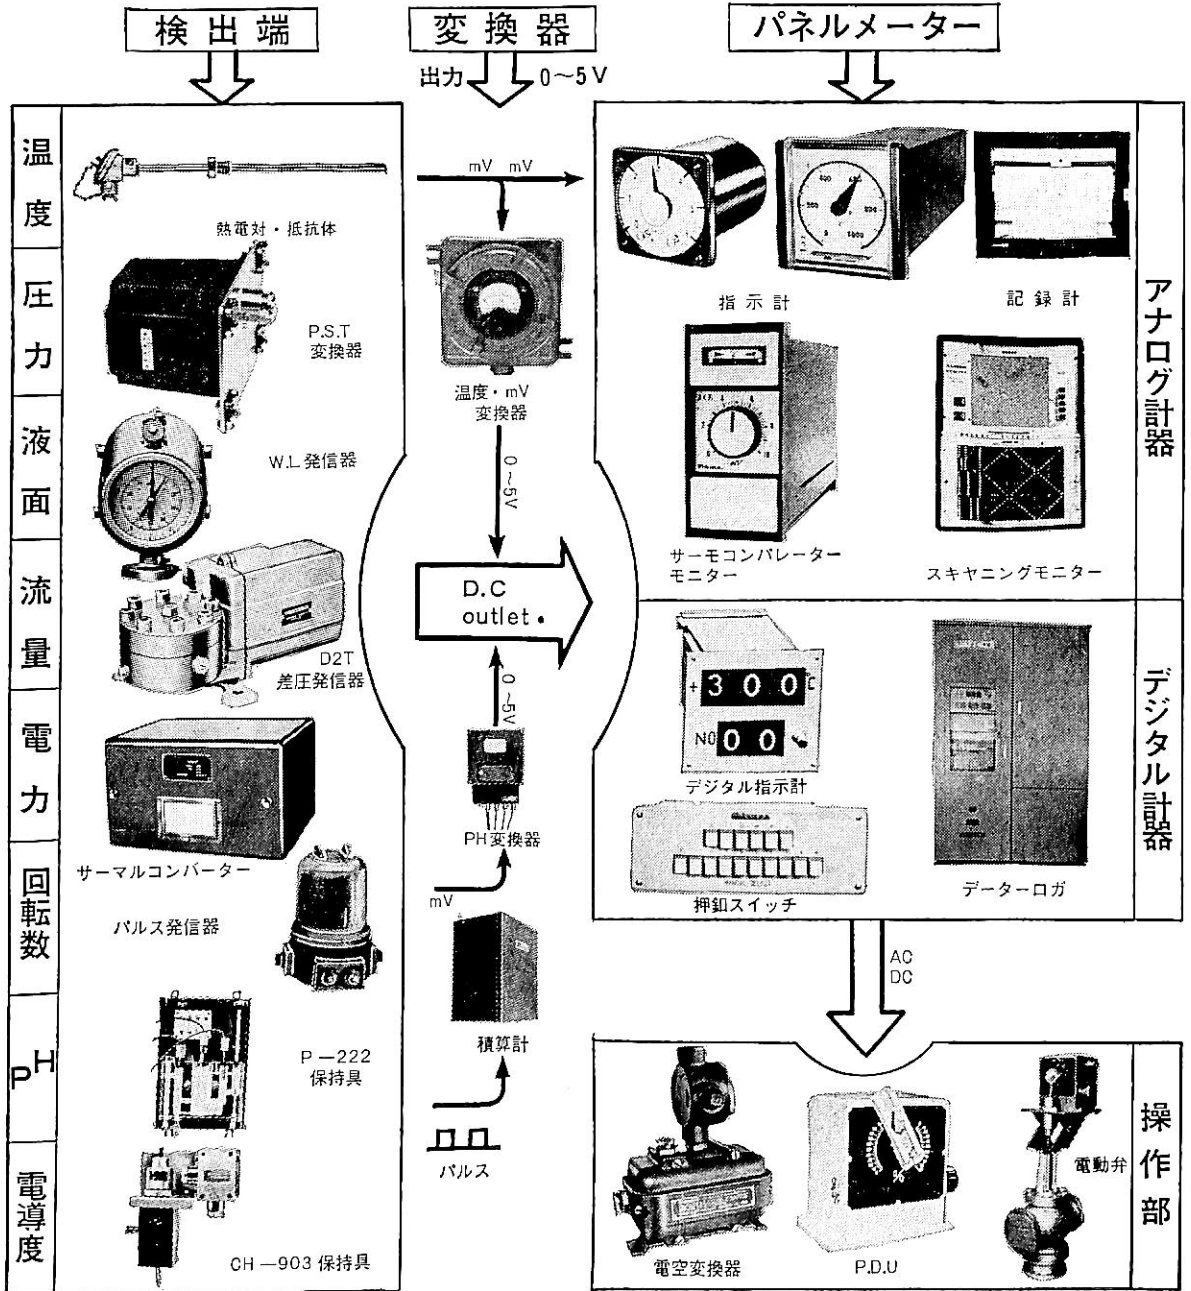 検出端
変換器
パネルメーター
出力 0〜5V
温度
熱電対・抵抗体
圧力
P.S.T
変換器
液面
W.L発信器
流量
D2T
差圧発信器
電力
サーマルコンバーター
回転数
パルス発信器
PH
P-222
保持具
電導度
CH-903保持具
mV mV
温度・mV
変換器
0〜5V
D.C
outlet.
0〜5V
PH変換器
mV
積算計
パルス
アナログ計器
指示計
記録計
サーモコンパレーター
モニター
スキヤニングモニター
デジタル計器
+300℃
NO00
デジタル指示計
押釦スイッチ
データーロガ
AC
DC
操作部
電空変換器
%
P.D.U
電動弁